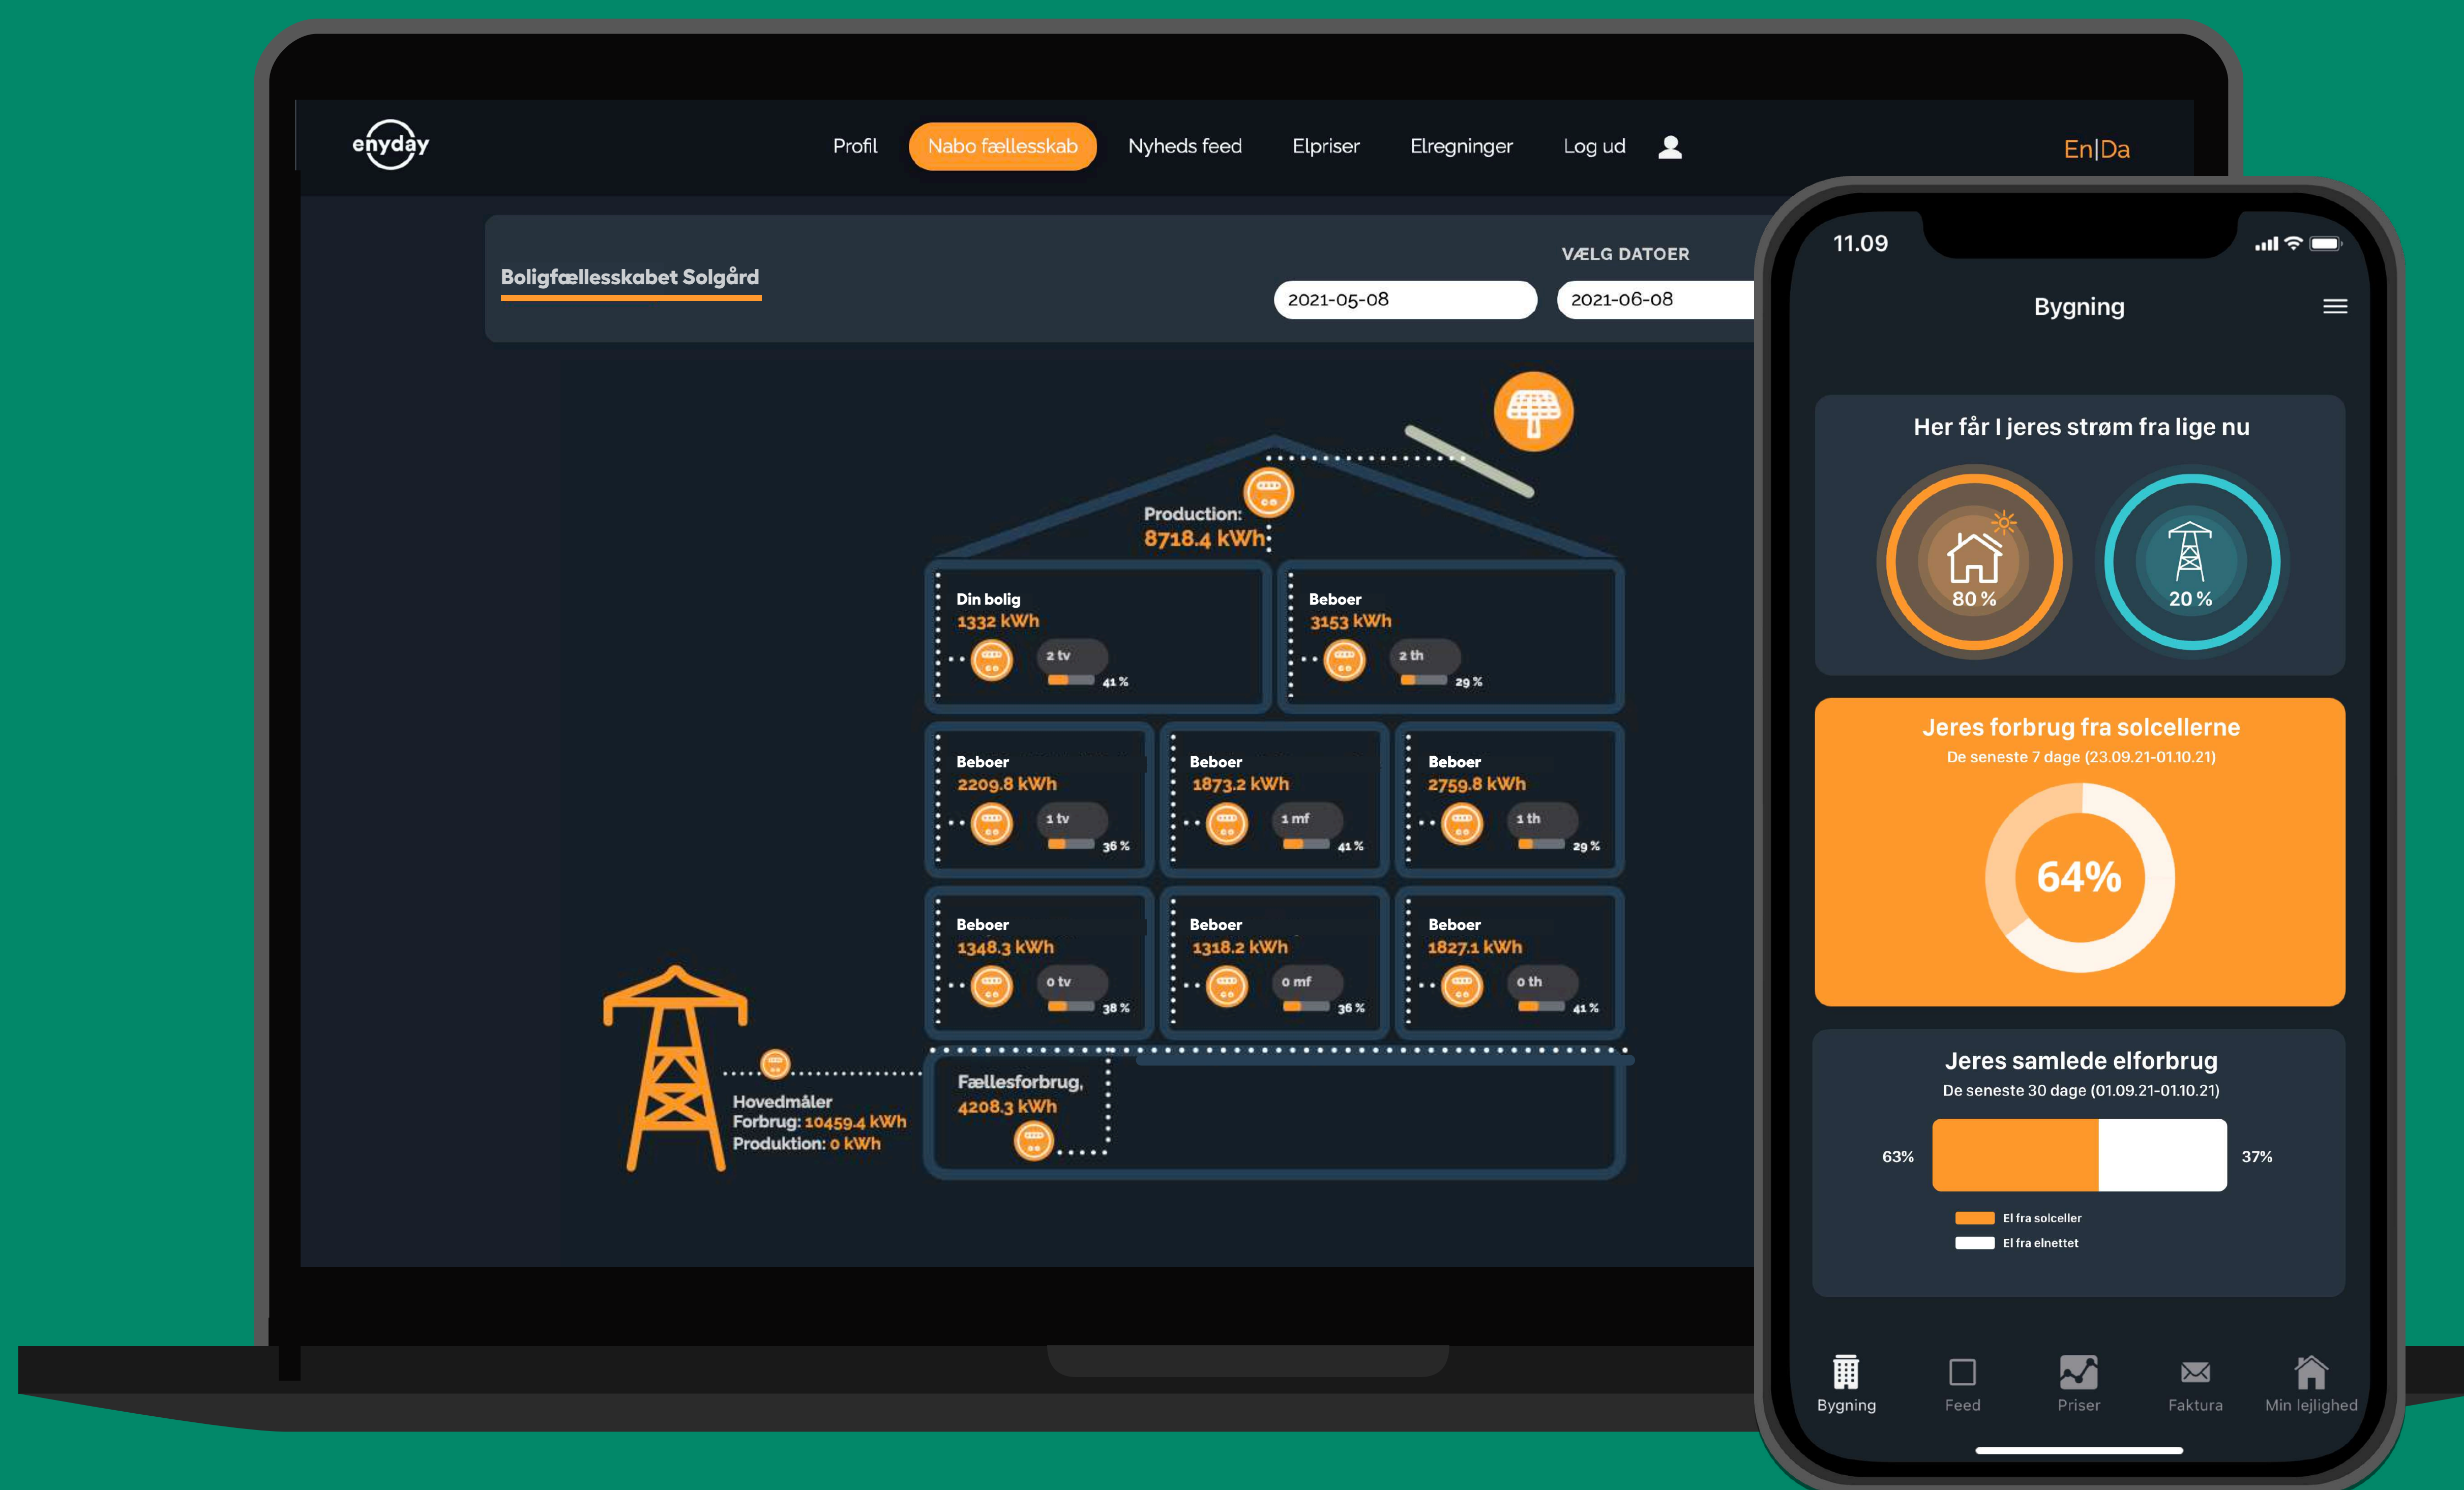 enyday
Profil
Nabo fællesskab
Nyheds feed
Elpriser
Elregninger
Log ud
En|Da
Boligfællesskabet Solgård
VÆLG DATOER
2021-05-08
2021-06-08
Production:
8718.4 kWh
Din bolig
1332 kWh
2 tv
41 %
Beboer
3153 kWh
2 th
29 %
Beboer
2209.8 kWh
1 tv
36 %
Beboer
1873.2 kWh
1 mf
41 %
Beboer
2759.8 kWh
1 th
29 %
Beboer
1348.3 kWh
0 tv
38 %
Beboer
1318.2 kWh
0 mf
36 %
Beboer
1827.1 kWh
0 th
41 %
Hovedmåler
Forbrug: 10459.4 kWh
Produktion: 0 kWh
Fællesforbrug,
4208.3 kWh
11.09
Bygning
Her får I jeres strøm fra lige nu
80 %
20 %
Jeres forbrug fra solcellerne
De seneste 7 dage (23.09.21-01.10.21)
64%
Jeres samlede elforbrug
De seneste 30 dage (01.09.21-01.10.21)
63%
37%
El fra solceller
El fra elnettet
Bygning
Feed
Priser
Faktura
Min lejlighed